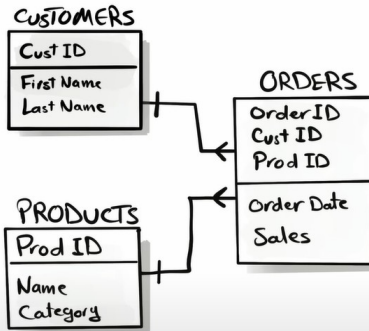 CUSTOMERS
Cust ID
First Name
Last Name
ORDERS
Order ID
Cust ID
Prod ID
Order Date
Sales
PRODUCTS
Prod ID
Name
Category